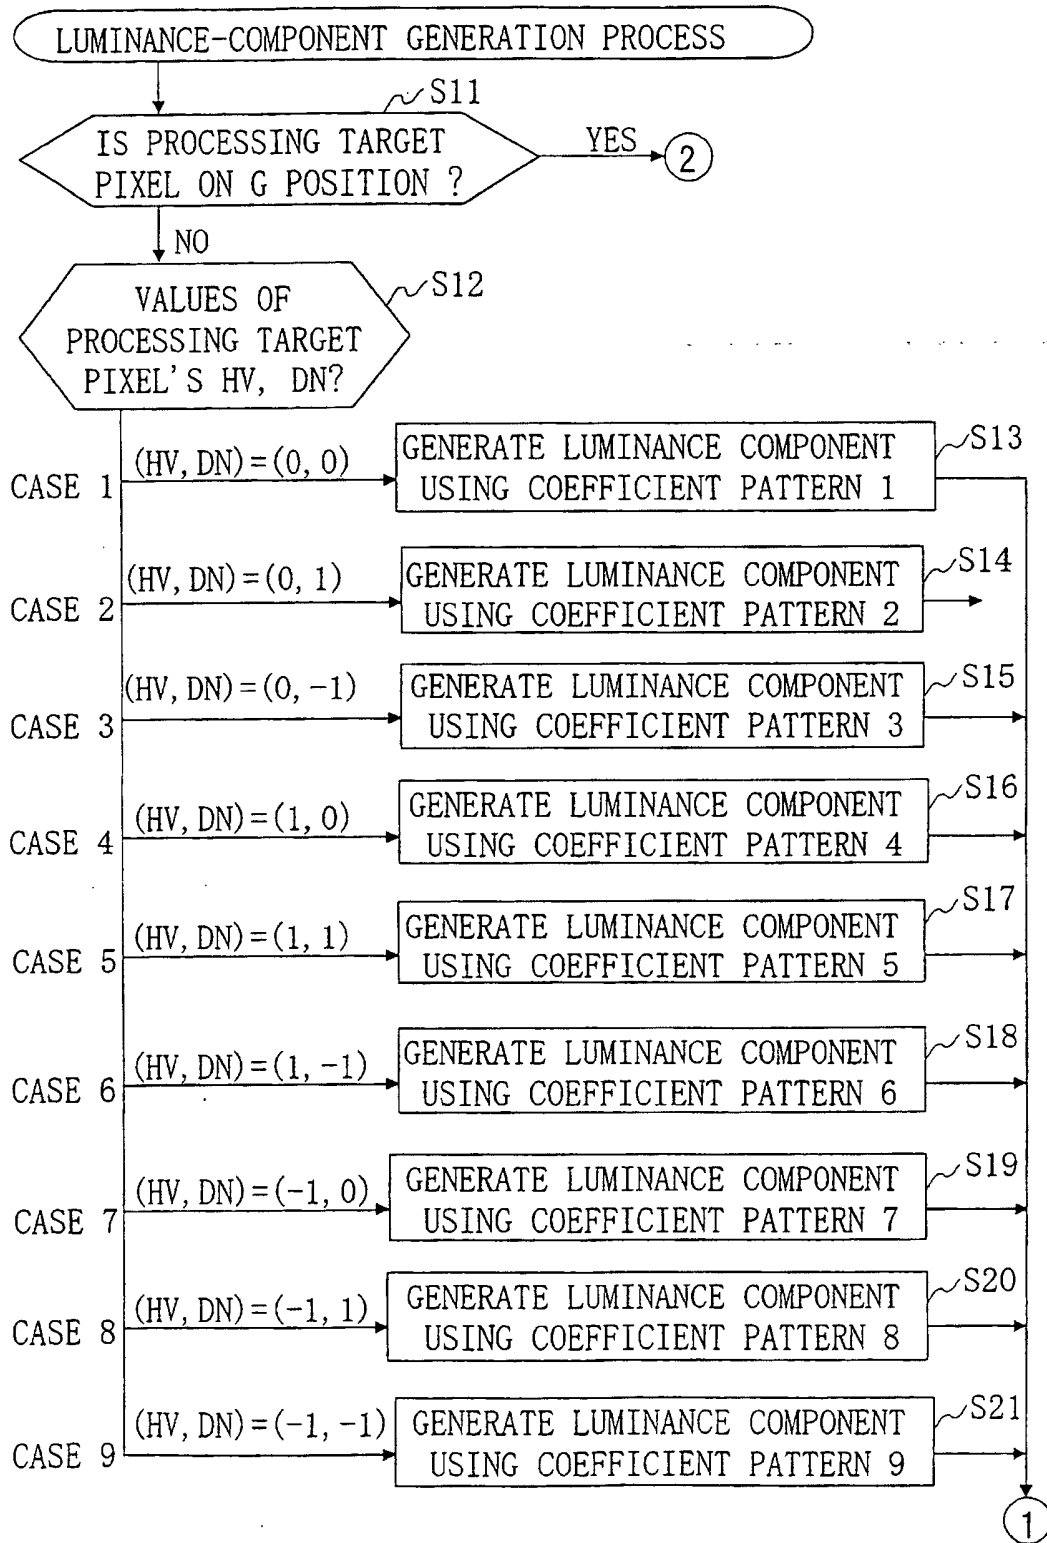 LUMINANCE-COMPONENT GENERATION PROCESS
S11
IS PROCESSING TARGET
PIXEL ON G POSITION ?
YES
2
NO
S12
VALUES OF
PROCESSING TARGET
PIXEL'S HV, DN?
CASE 1
(HV, DN)=(0, 0)
GENERATE LUMINANCE COMPONENT
USING COEFFICIENT PATTERN 1
S13
CASE 2
(HV, DN)=(0, 1)
GENERATE LUMINANCE COMPONENT
USING COEFFICIENT PATTERN 2
S14
CASE 3
(HV, DN)=(0, -1)
GENERATE LUMINANCE COMPONENT
USING COEFFICIENT PATTERN 3
S15
CASE 4
(HV, DN)=(1, 0)
GENERATE LUMINANCE COMPONENT
USING COEFFICIENT PATTERN 4
S16
CASE 5
(HV, DN)=(1, 1)
GENERATE LUMINANCE COMPONENT
USING COEFFICIENT PATTERN 5
S17
CASE 6
(HV, DN)=(1, -1)
GENERATE LUMINANCE COMPONENT
USING COEFFICIENT PATTERN 6
S18
CASE 7
(HV, DN)=(-1, 0)
GENERATE LUMINANCE COMPONENT
USING COEFFICIENT PATTERN 7
S19
CASE 8
(HV, DN)=(-1, 1)
GENERATE LUMINANCE COMPONENT
USING COEFFICIENT PATTERN 8
S20
CASE 9
(HV, DN)=(-1, -1)
GENERATE LUMINANCE COMPONENT
USING COEFFICIENT PATTERN 9
S21
1